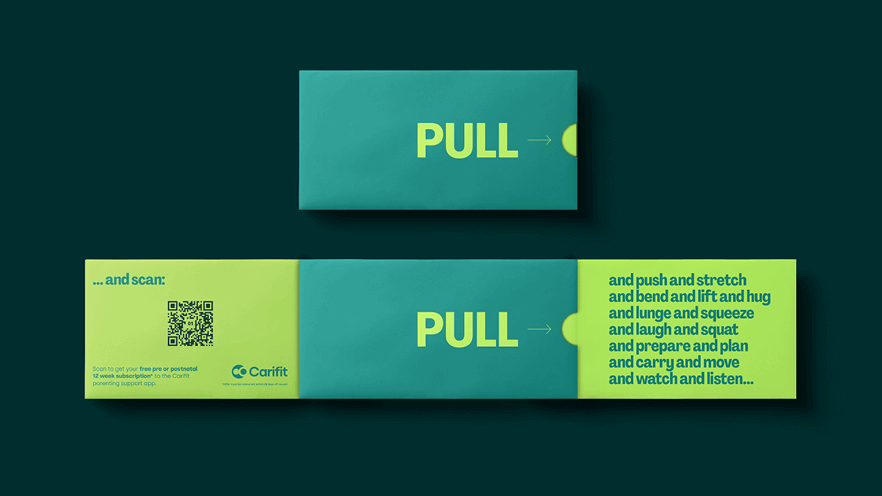 PULL →
... and scan:
Scan to get your free pre or postnatal
12 week subscription* to the Carifit
parenting support app.
Carifit
PULL →
and push and stretch
and bend and lift and hug
and lunge and squeeze
and laugh and squat
and prepare and plan
and carry and move
and watch and listen...